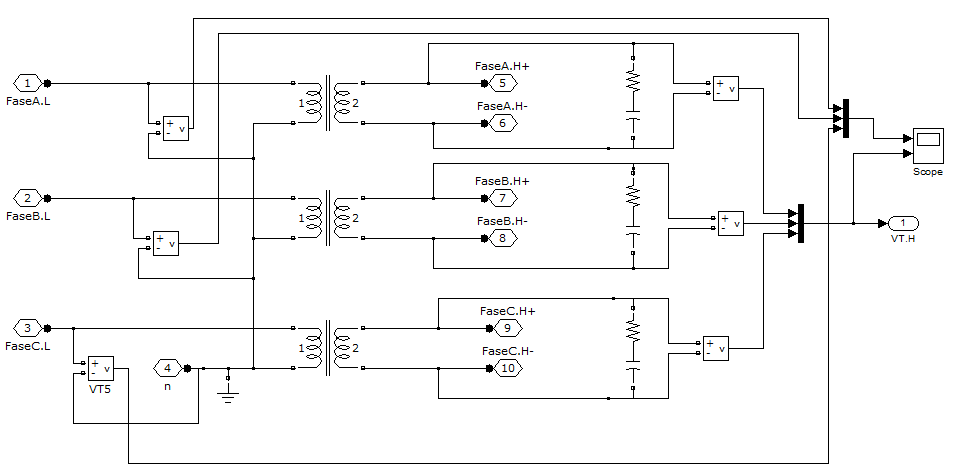 FaseA.H+
1
5
FaseA.L
1
2
+
-
v
FaseA.H-
6
+
-
v
Scope
FaseB.H+
2
7
FaseB.L
1
2
FaseB.H-
8
+
-
v
+
-
v
1
VT.H
FaseC.H+
3
9
FaseC.L
1
2
FaseC.H-
10
+
-
v
+
-
v
VT5
4
n